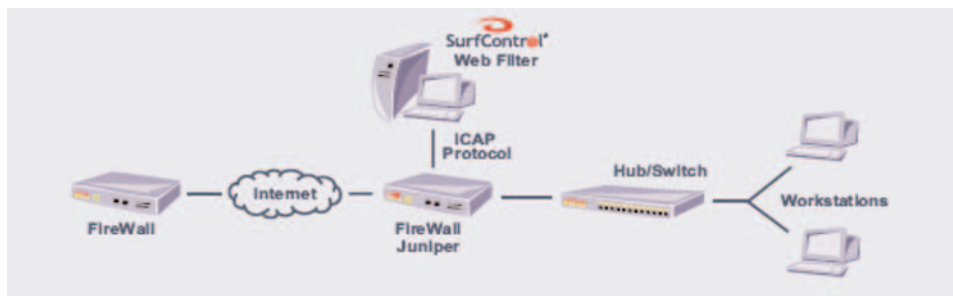 SurfControl®
Web Filter
ICAP
Protocol
Hub/Switch
Internet
Workstations
FireWall
FireWall
Juniper